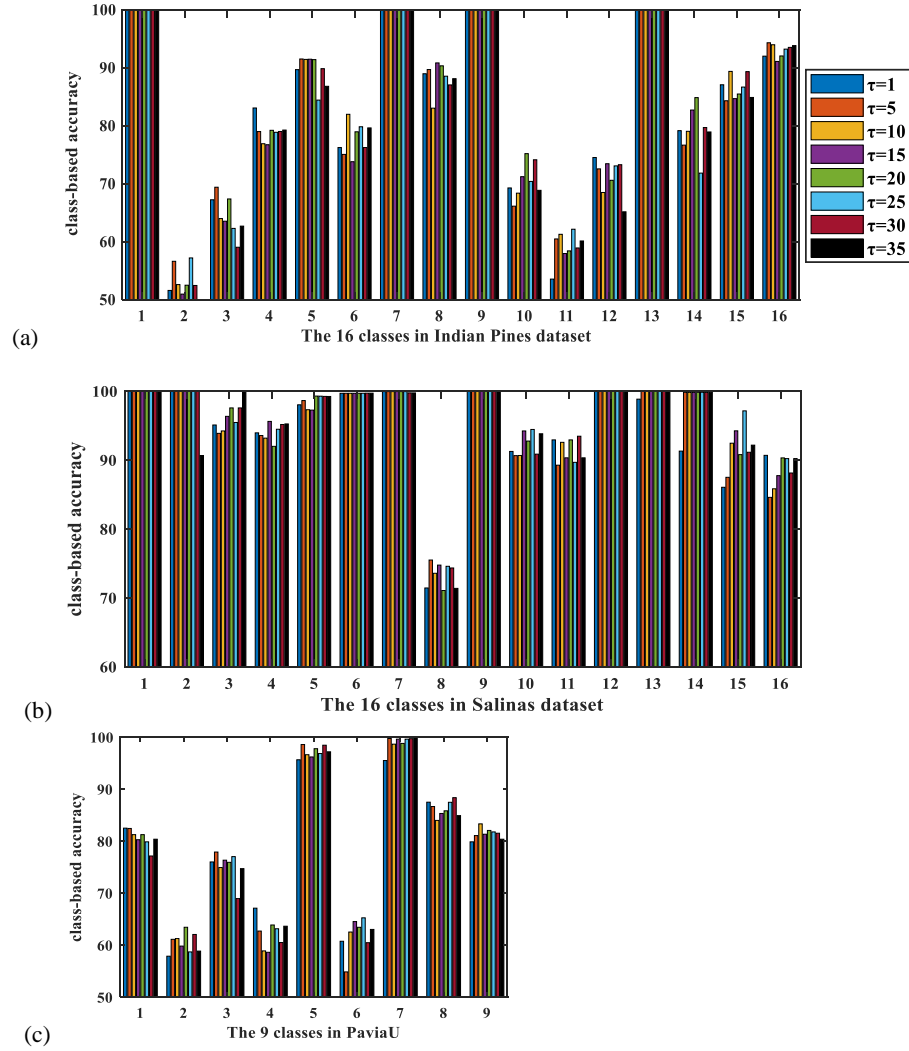 100
90
80
70
60
50
class-based accuracy
1 2 3 4 5 6 7 8 9 10 11 12 13 14 15 16
The 16 classes in Indian Pines dataset
(a)
τ=1
τ=5
τ=10
τ=15
τ=20
τ=25
τ=30
τ=35
100
90
80
70
60
class-based accuracy
1 2 3 4 5 6 7 8 9 10 11 12 13 14 15 16
The 16 classes in Salinas dataset
(b)
100
90
80
70
60
50
class-based accuracy
1 2 3 4 5 6 7 8 9
The 9 classes in PaviaU
(c)